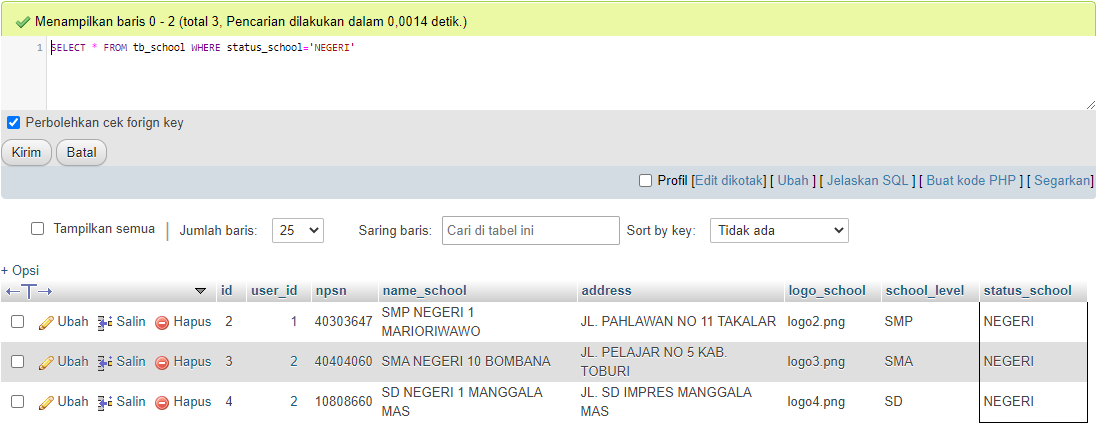 Menampilkan baris 0 - 2 (total 3, Pencarian dilakukan dalam 0,0014 detik.)
1 SELECT * FROM tb_school WHERE status_school='NEGERI'
Perbolehkan cek forign key
Kirim Batal
Profil [Edit dikotak] [ Ubah ] [ Jelaskan SQL ] [ Buat kode PHP ] [ Segarkan]
Tampilkan semua | Jumlah baris: 25 Saring baris: Cari di tabel ini Sort by key: Tidak ada
+ Opsi
←T→ id user_id npsn name_school address logo_school school_level status_school
Ubah Salin Hapus 2 1 40303647 SMP NEGERI 1 MARIORIWAWO JL. PAHLAWAN NO 11 TAKALAR logo2.png SMP NEGERI
Ubah Salin Hapus 3 2 40404060 SMA NEGERI 10 BOMBANA JL. PELAJAR NO 5 KAB. TOBURI logo3.png SMA NEGERI
Ubah Salin Hapus 4 2 10808660 SD NEGERI 1 MANGGALA MAS JL. SD IMPRES MANGGALA MAS logo4.png SD NEGERI